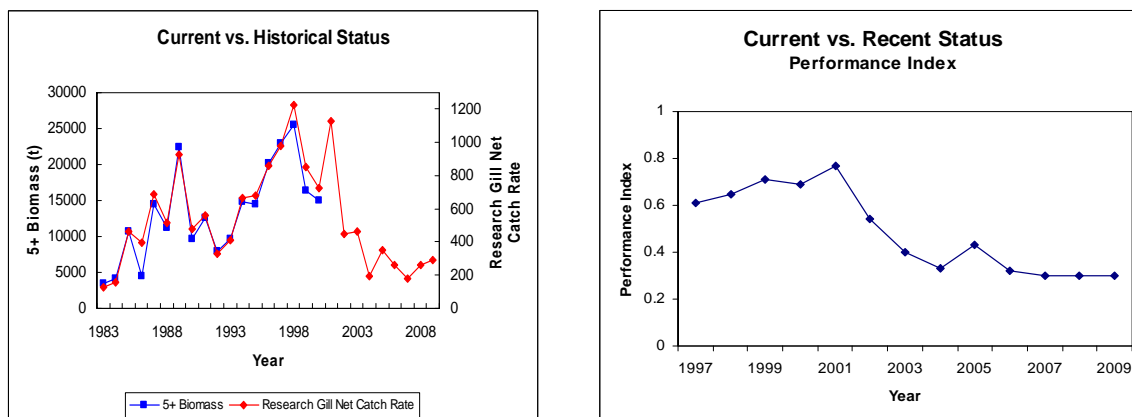 Current vs. Historical Status
5+ Biomass (t)
30000
25000
20000
15000
10000
5000
0
1200
1000
800
600
400
200
0
Research Gill Net
Catch Rate
1983 1988 1993 1998 2003 2008
Year
5+ Biomass Research Gill Net Catch Rate
Current vs. Recent Status
Performance Index
Performance Index
1
0.8
0.6
0.4
0.2
0
1997 1999 2001 2003 2005 2007 2009
Year